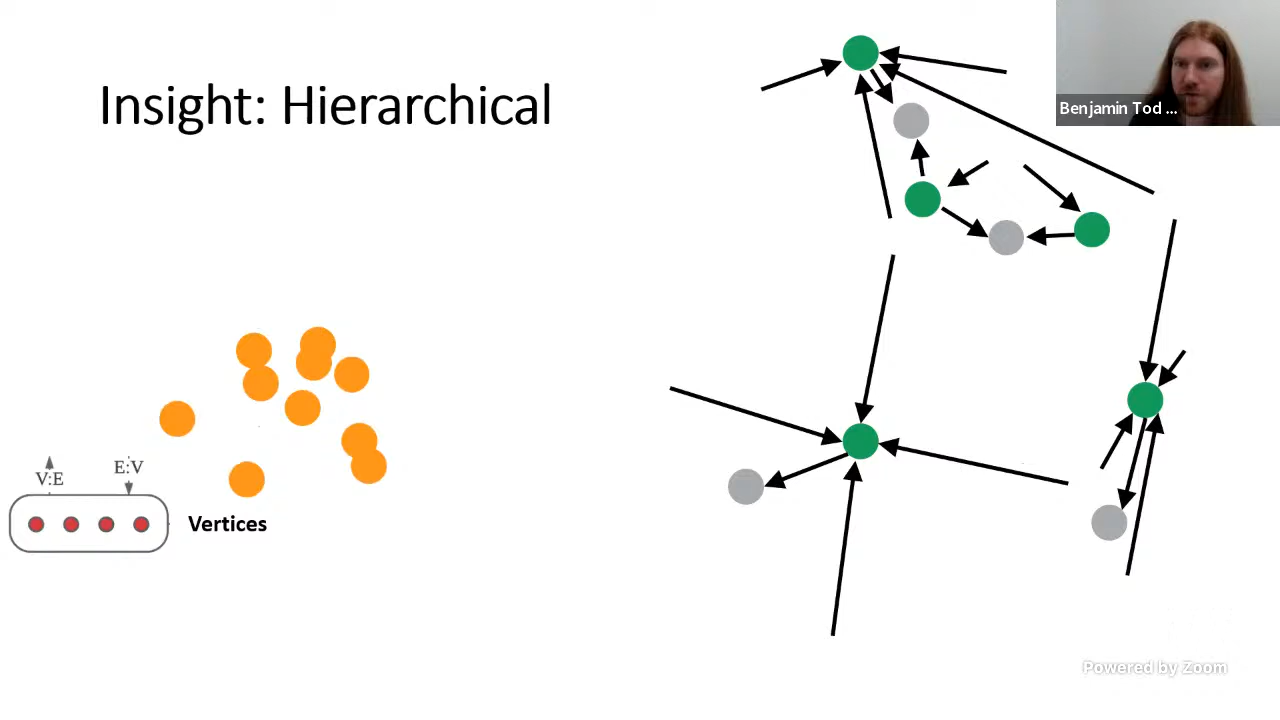 Insight: Hierarchical
Benjamin Tod ...
V:E
E:V
Vertices
Powered by Zoom